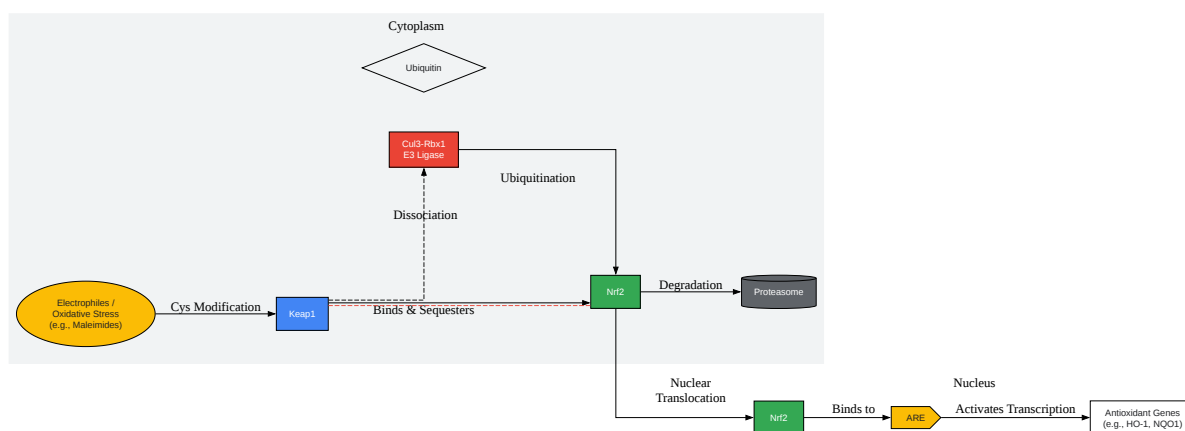 Cytoplasm
Ubiquitin
Cul3-Rbx1
E3 Ligase
Ubiquitination
Dissociation
Electrophiles /
Oxidative Stress
(e.g., Maleimides)
Cys Modification
Keap1
Binds & Sequesters
Nrf2
Degradation
Proteasome
Nuclear
Translocation
Nucleus
Nrf2
Binds to
ARE
Activates Transcription
Antioxidant Genes
(e.g., HO-1, NQO1)